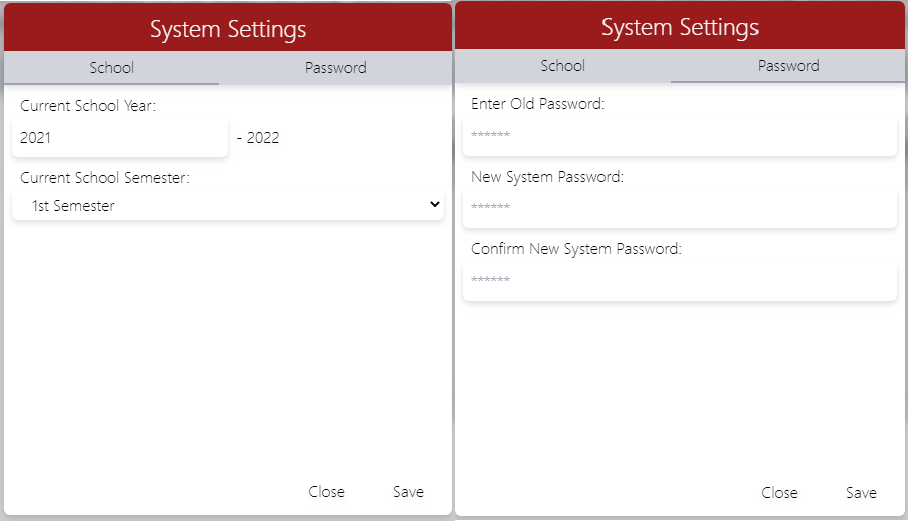 System Settings
School Password
Current School Year:
2021 - 2022
Current School Semester:
1st Semester
Close Save
System Settings
School Password
Enter Old Password:
******
New System Password:
******
Confirm New System Password:
******
Close Save